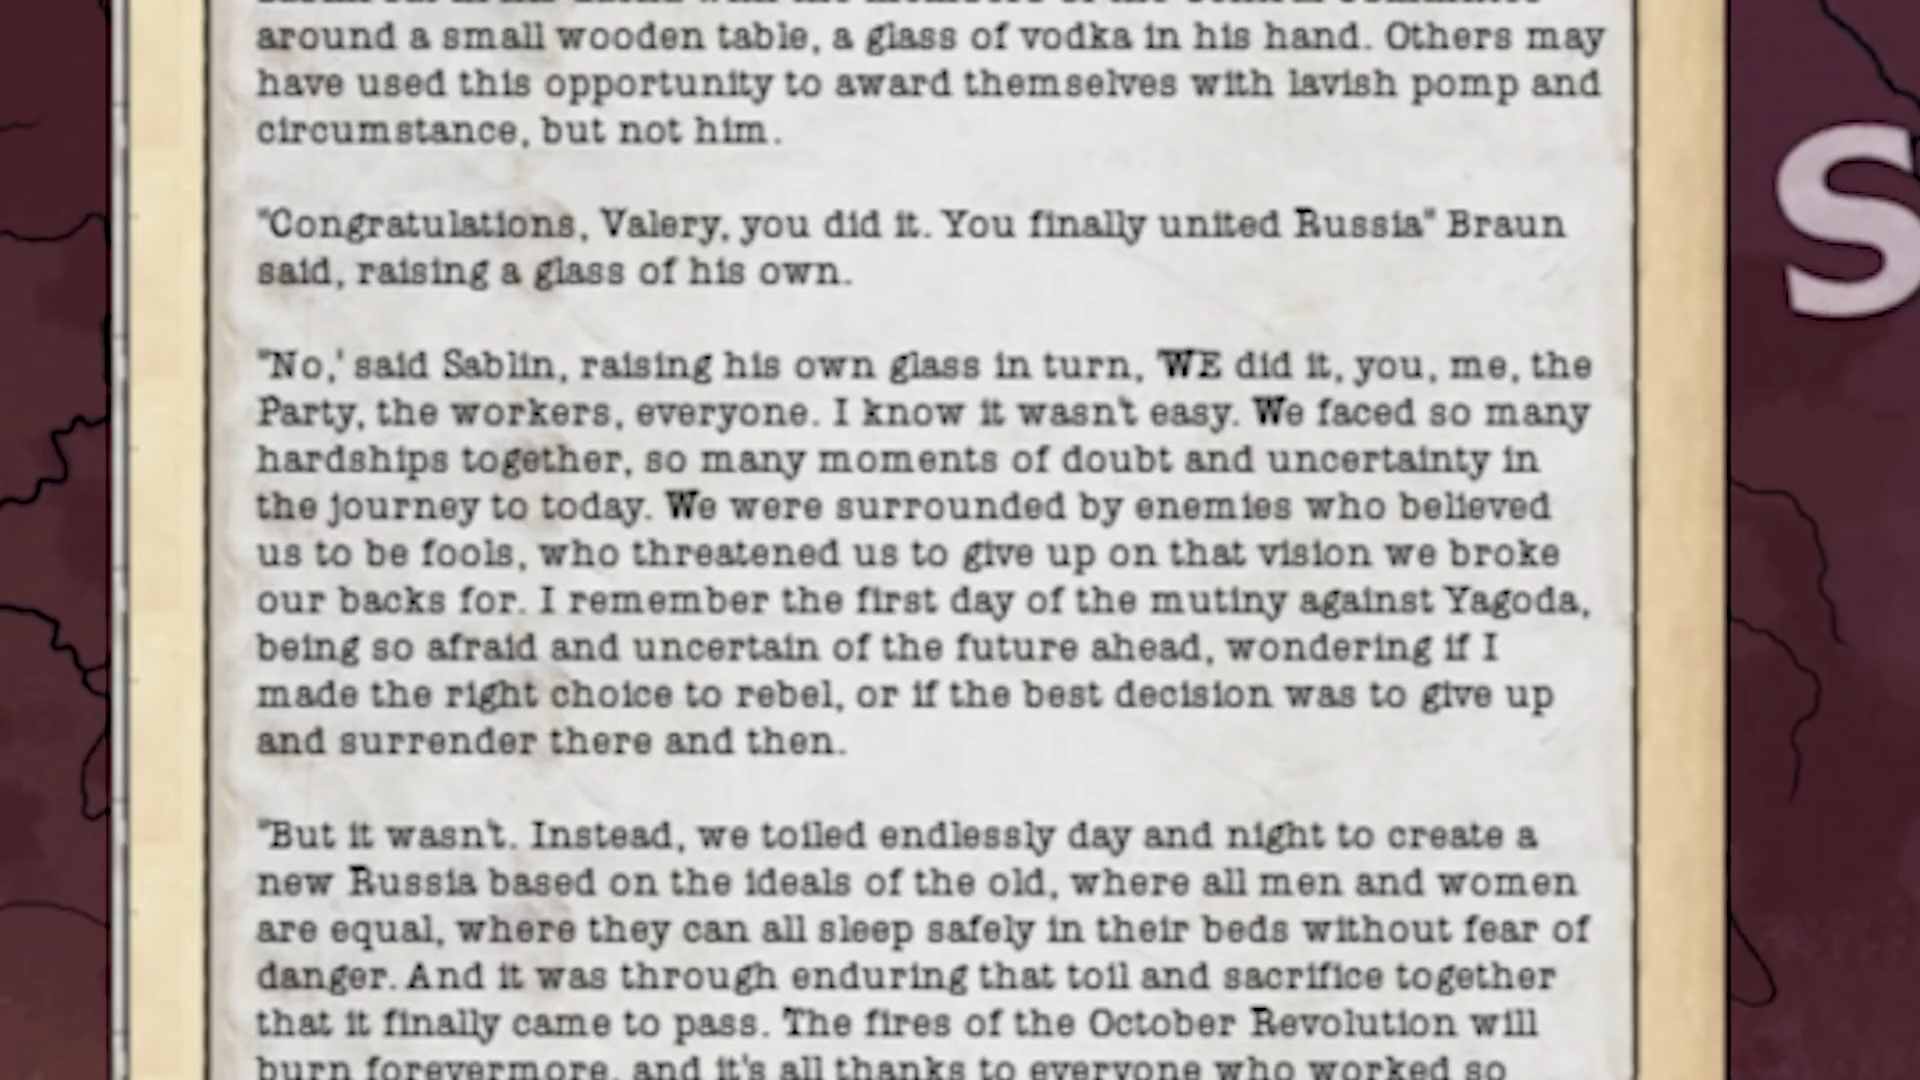 around a small wooden table, a glass of vodka in his hand. Others may
have used this opportunity to award themselves with lavish pomp and
circumstance, but not him.
"Congratulations, Valery, you did it. You finally united Russia" Braun
said, raising a glass of his own.
"No,' said Sablin, raising his own glass in turn, 'WE did it, you, me, the
Party, the workers, everyone. I know it wasn't easy. We faced so many
hardships together, so many moments of doubt and uncertainty in
the journey to today. We were surrounded by enemies who believed
us to be fools, who threatened us to give up on that vision we broke
our backs for. I remember the first day of the mutiny against Yagoda,
being so afraid and uncertain of the future ahead, wondering if I
made the right choice to rebel, or if the best decision was to give up
and surrender there and then.
"But it wasn't. Instead, we toiled endlessly day and night to create a
new Russia based on the ideals of the old, where all men and women
are equal, where they can all sleep safely in their beds without fear of
danger. And it was through enduring that toil and sacrifice together
that it finally came to pass. The fires of the October Revolution will
burn forevermore, and it's all thanks to everyone who worked so
S